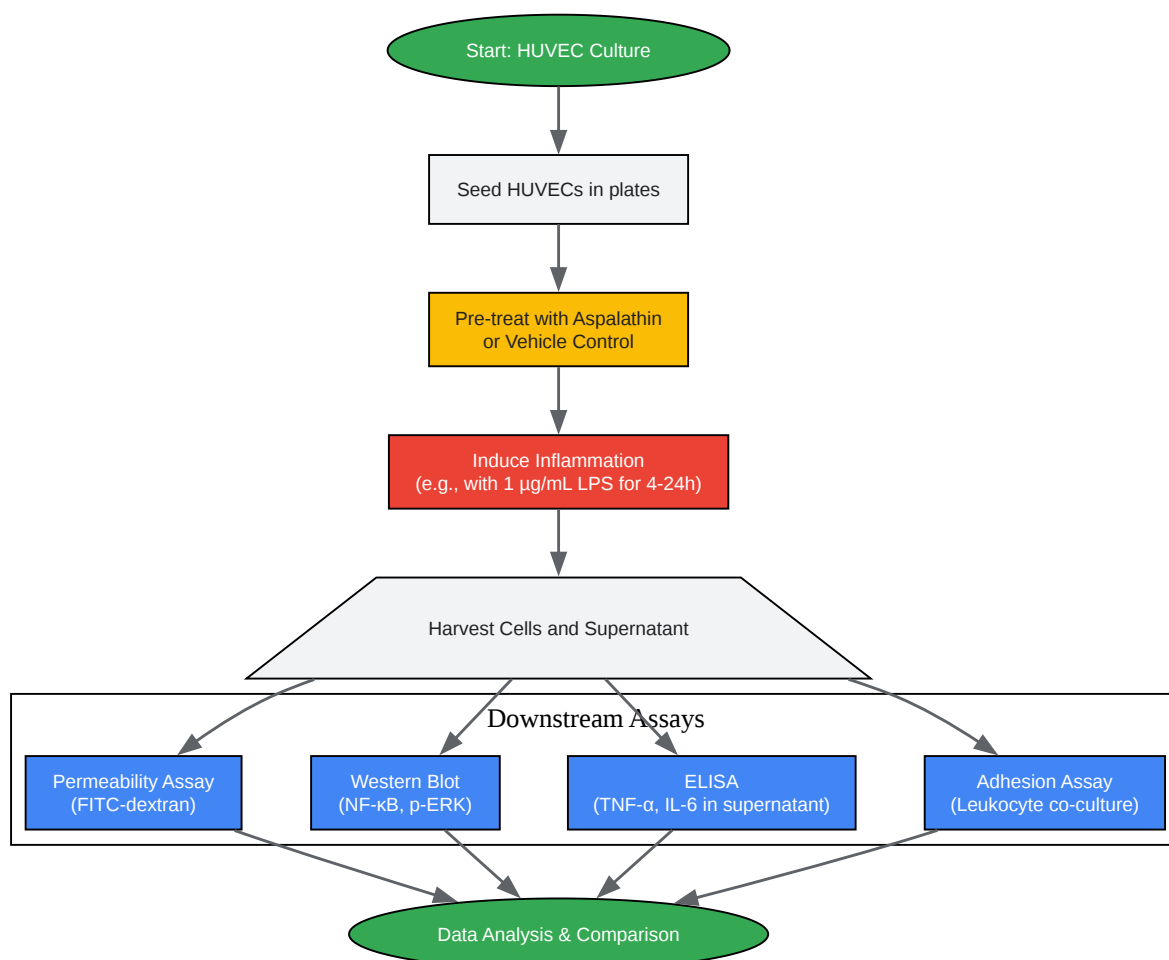 Start: HUVEC Culture
Seed HUVECs in plates
Pre-treat with Aspalathin
or Vehicle Control
Induce Inflammation
(e.g., with 1 µg/mL LPS for 4-24h)
Harvest Cells and Supernatant
Downstream Assays
Permeability Assay
(FITC-dextran)
Western Blot
(NF-κB, p-ERK)
ELISA
(TNF-α, IL-6 in supernatant)
Adhesion Assay
(Leukocyte co-culture)
Data Analysis & Comparison